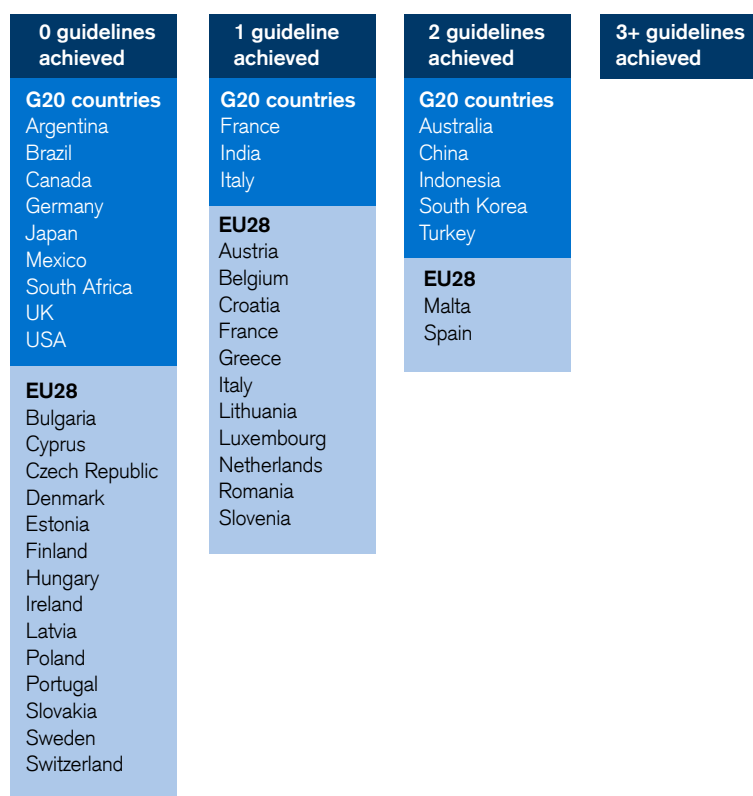 0 guidelines
achieved
G20 countries
Argentina
Brazil
Canada
Germany
Japan
Mexico
South Africa
UK
USA
EU28
Bulgaria
Cyprus
Czech Republic
Denmark
Estonia
Finland
Hungary
Ireland
Latvia
Poland
Portugal
Slovakia
Sweden
Switzerland
1 guideline
achieved
G20 countries
France
India
Italy
EU28
Austria
Belgium
Croatia
France
Greece
Italy
Lithuania
Luxembourg
Netherlands
Romania
Slovenia
2 guidelines
achieved
G20 countries
Australia
China
Indonesia
South Korea
Turkey
EU28
Malta
Spain
3+ guidelines
achieved